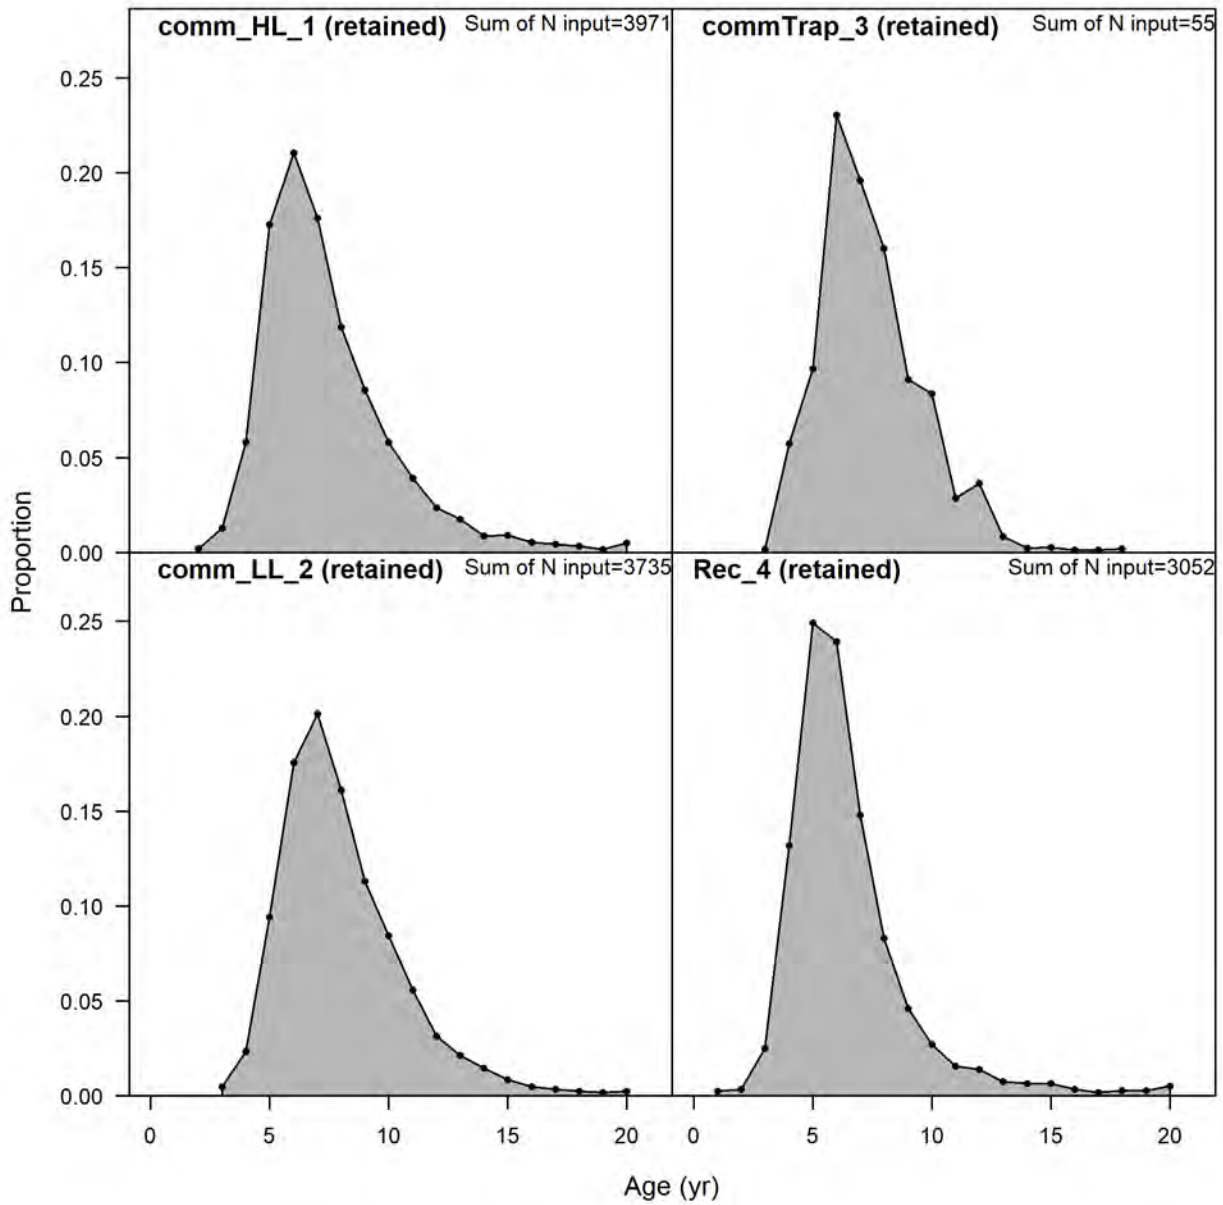 comm_HL_1 (retained) Sum of N input=3971
commTrap_3 (retained) Sum of N input=55
0.25
0.20
0.15
0.10
0.05
0.00
comm_LL_2 (retained) Sum of N input=3735
Rec_4 (retained) Sum of N input=3052
0.25
0.20
0.15
0.10
0.05
0.00
Proportion
0 5 10 15 20
0 5 10 15 20
Age (yr)